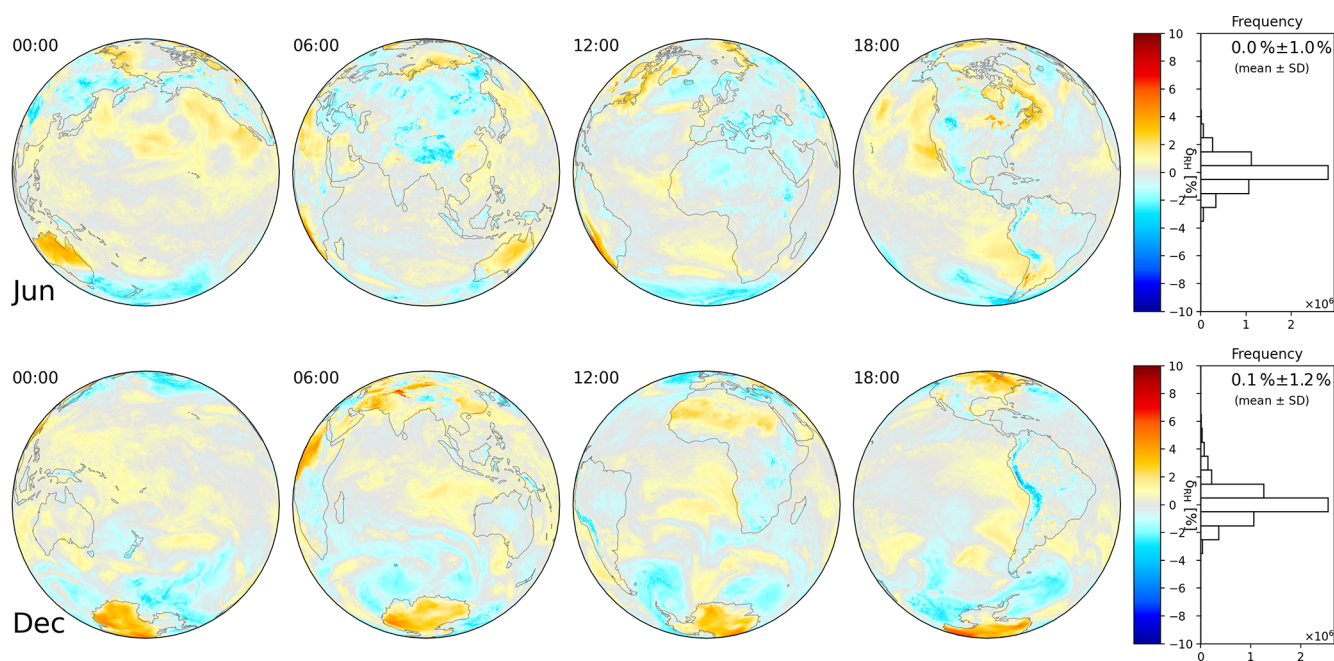 Frequency
00:00
06:00
12:00
18:00
10
8
6
4
2
0
−2
−4
−6
−8
−10
δRH [%]
0.0 %±1.0 %
(mean ± SD)
×10⁶
0 1 2
Jun
Frequency
00:00
06:00
12:00
18:00
10
8
6
4
2
0
−2
−4
−6
−8
−10
δRH [%]
0.1 %±1.2 %
(mean ± SD)
×10⁶
0 1 2
Dec